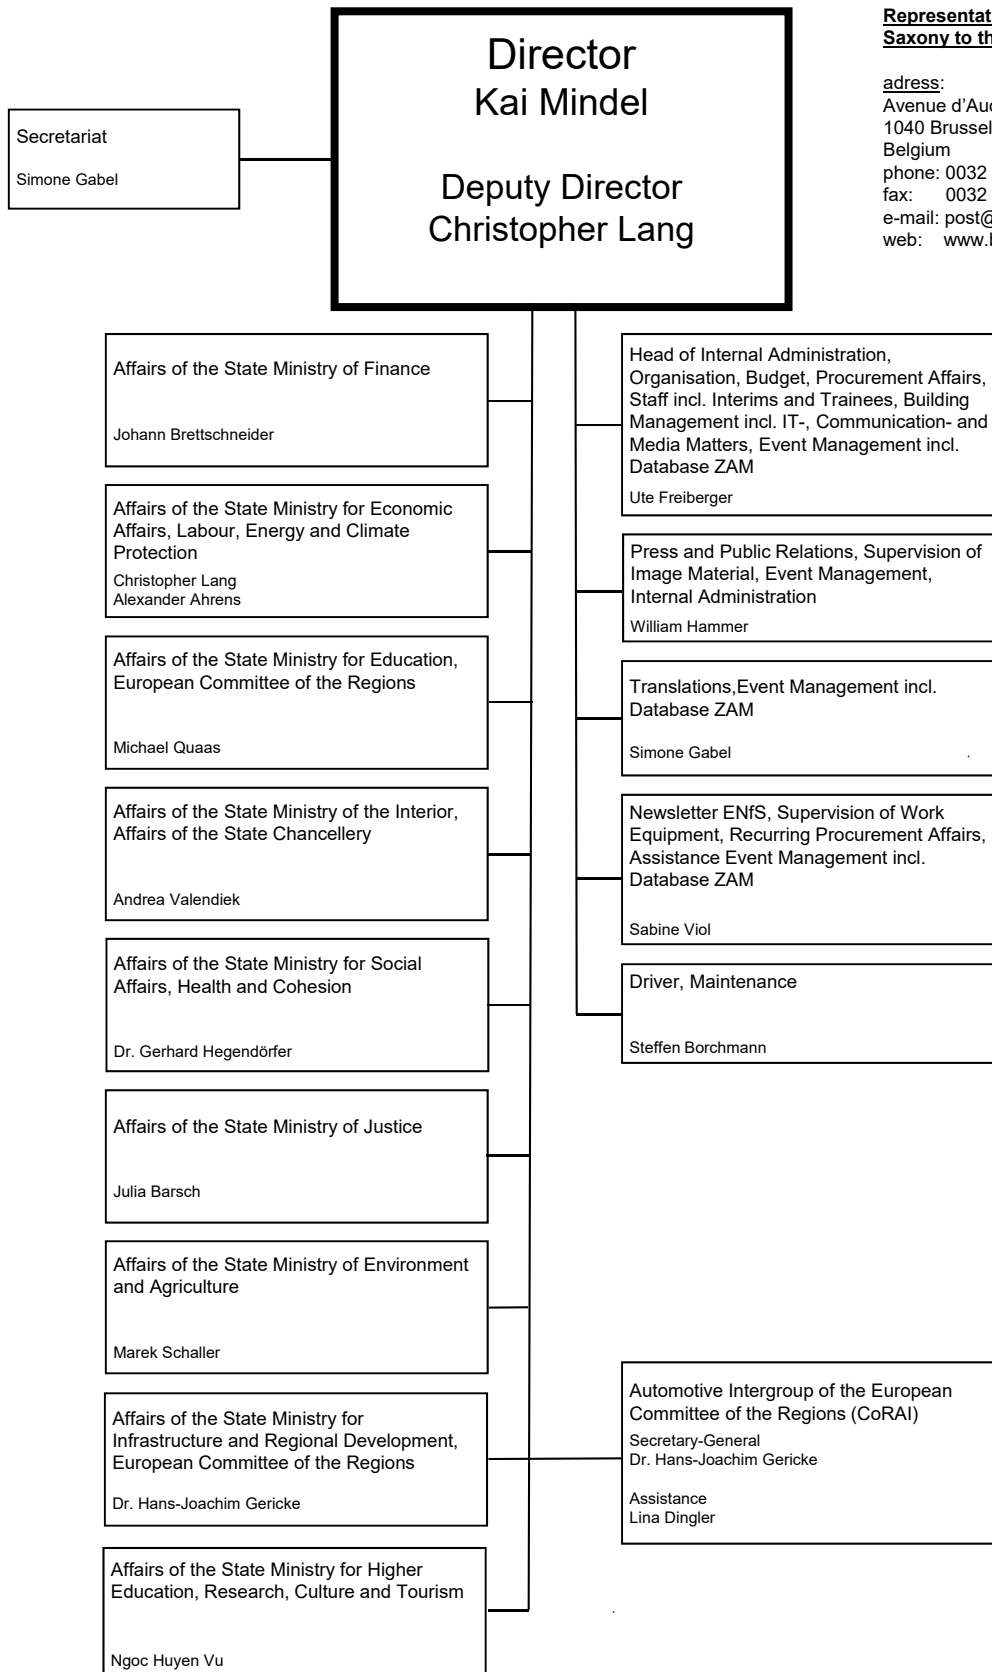 Director
Kai Mindel
Deputy Director
Christopher Lang
Secretariat
Simone Gabel
Saxony to
adress:
Avenue
1040
Belgium
phone: 0032
fax: 0032
e-mail:
web:
Affairs of the State Ministry of Finance
Johann Brettschneider
Affairs of the State Ministry for Economic
Affairs, Labour, Energy and Climate
Protection
Christopher Lang
Alexander Ahrens
Affairs of the State Ministry for Education,
European Committee of the Regions
Michael Quaas
Affairs of the State Ministry of the Interior,
Affairs of the State Chancellery
Andrea Valendiek
Affairs of the State Ministry for Social
Affairs, Health and Cohesion
Dr. Gerhard Hegendörfer
Affairs of the State Ministry of Justice
Julia Barsch
Affairs of the State Ministry of Environment
and Agriculture
Marek Schaller
Affairs of the State Ministry for
Infrastructure and Regional Development,
European Committee of the Regions
Dr. Hans-Joachim Gericke
Affairs of the State Ministry for Higher
Education, Research, Culture and Tourism
Ngoc Huyen Vu
Head of Internal Administration,
Organisation, Budget, Procurement Affairs,
Staff incl. Interims and Trainees, Building
Management incl. IT-, Communication- and
Media Matters, Event Management incl.
Database ZAM
Ute Freiberger
Press and Public Relations, Supervision of
Image Material, Event Management,
Internal Administration
William Hammer
Translations,Event Management incl.
Database ZAM
Simone Gabel
Newsletter ENfS, Supervision of Work
Equipment, Recurring Procurement Affairs,
Assistance Event Management incl.
Database ZAM
Sabine Viol
Driver, Maintenance
Steffen Borchmann
Automotive Intergroup of the European
Committee of the Regions (CoRAI)
Secretary-General
Dr. Hans-Joachim Gericke
Assistance
Lina Dingler